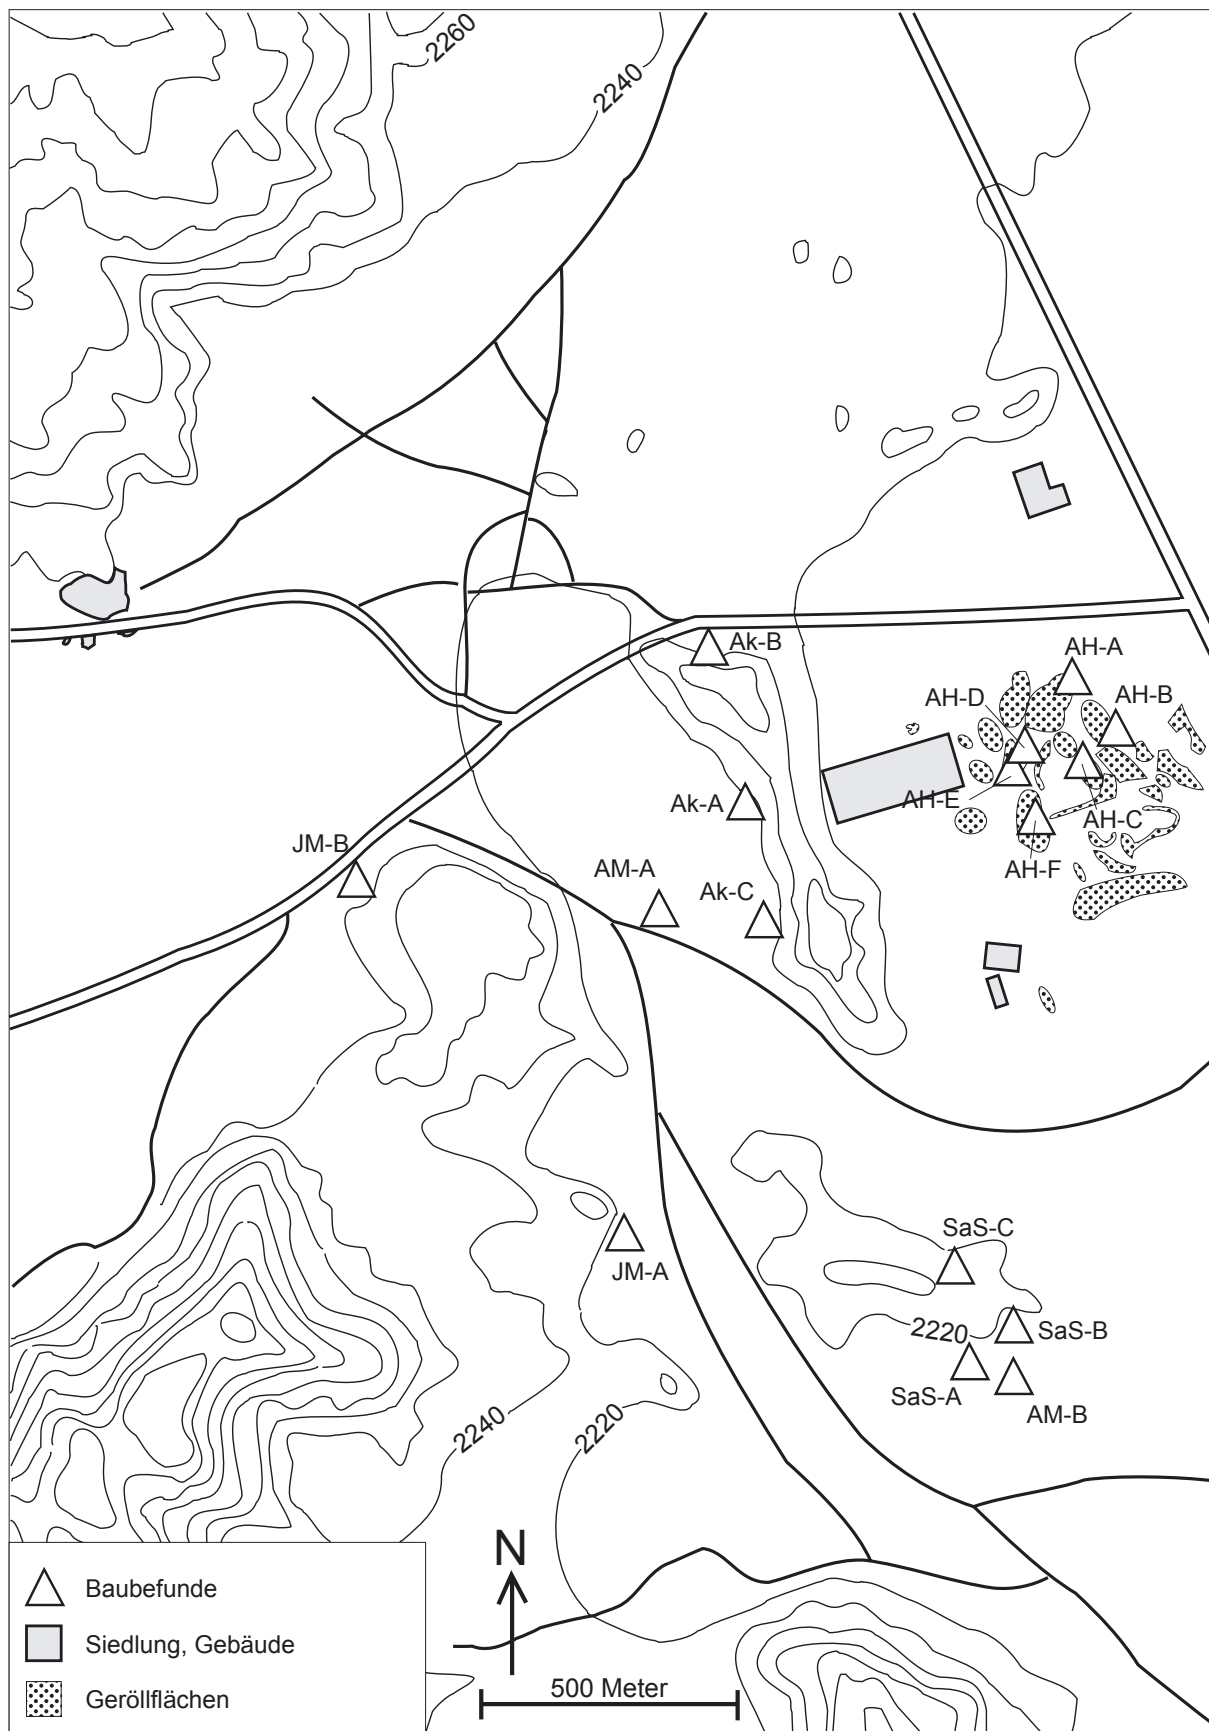 2260
2240
Ak-B
AH-A
AH-D
AH-B
Ak-A
AH-E
AH-C
JM-B
AH-F
AM-A
Ak-C
SaS-C
JM-A
2220
SaS-B
SaS-A
AM-B
2240
2220
N
Baubefunde
Siedlung, Gebäude
Geröllflächen
500 Meter